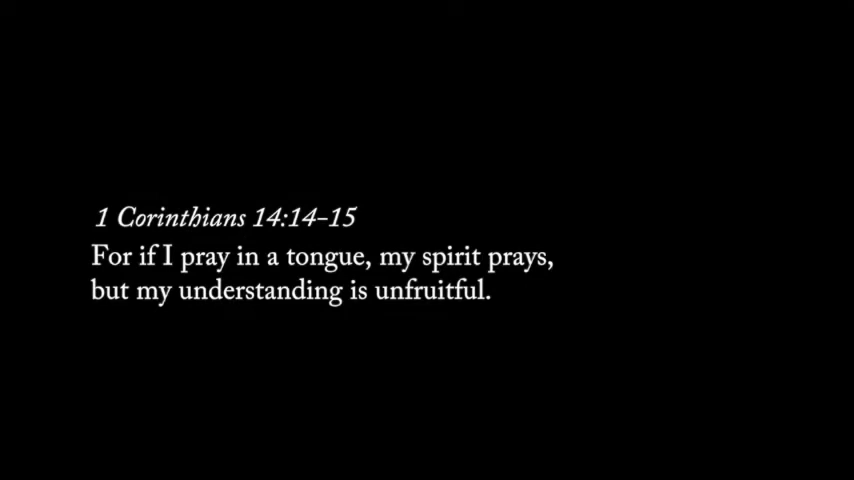 1 Corinthians 14:14–15
For if I pray in a tongue, my spirit prays,
but my understanding is unfruitful.